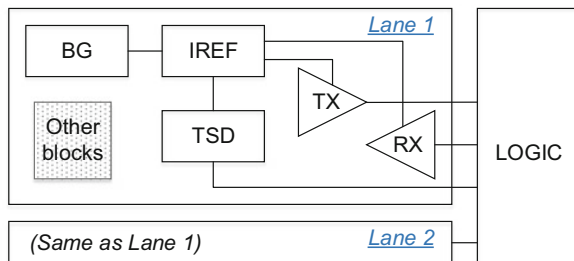 Lane 1
BG
IREF
TX
Other
blocks
TSD
RX
LOGIC
(Same as Lane 1)
Lane 2